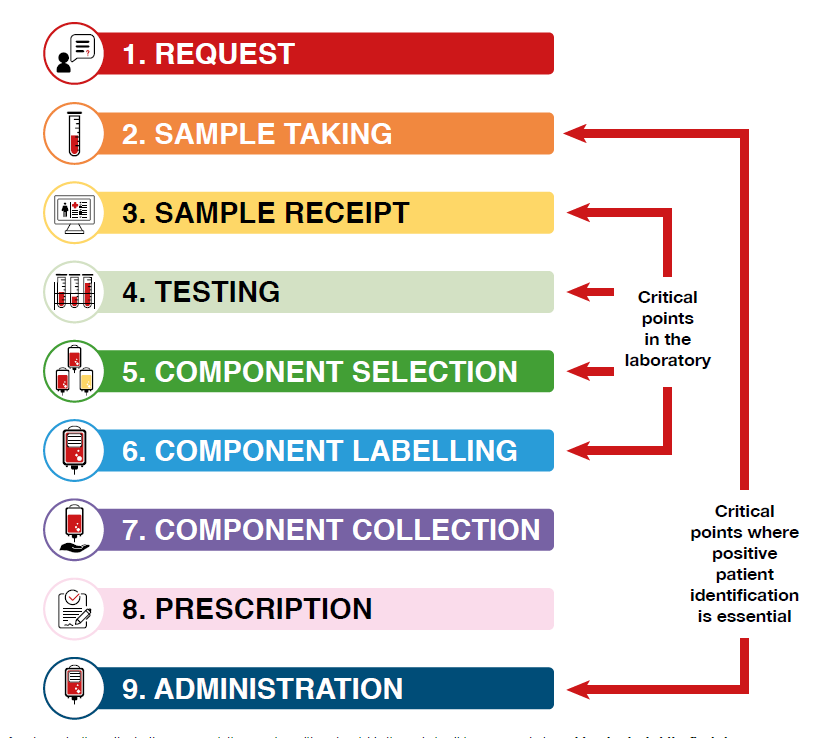 1. REQUEST
2. SAMPLE TAKING
3. SAMPLE RECEIPT
4. TESTING
5. COMPONENT SELECTION
6. COMPONENT LABELLING
7. COMPONENT COLLECTION
8. PRESCRIPTION
9. ADMINISTRATION
Critical
points
in the
laboratory
Critical
points where
positive
patient
identification
is essential